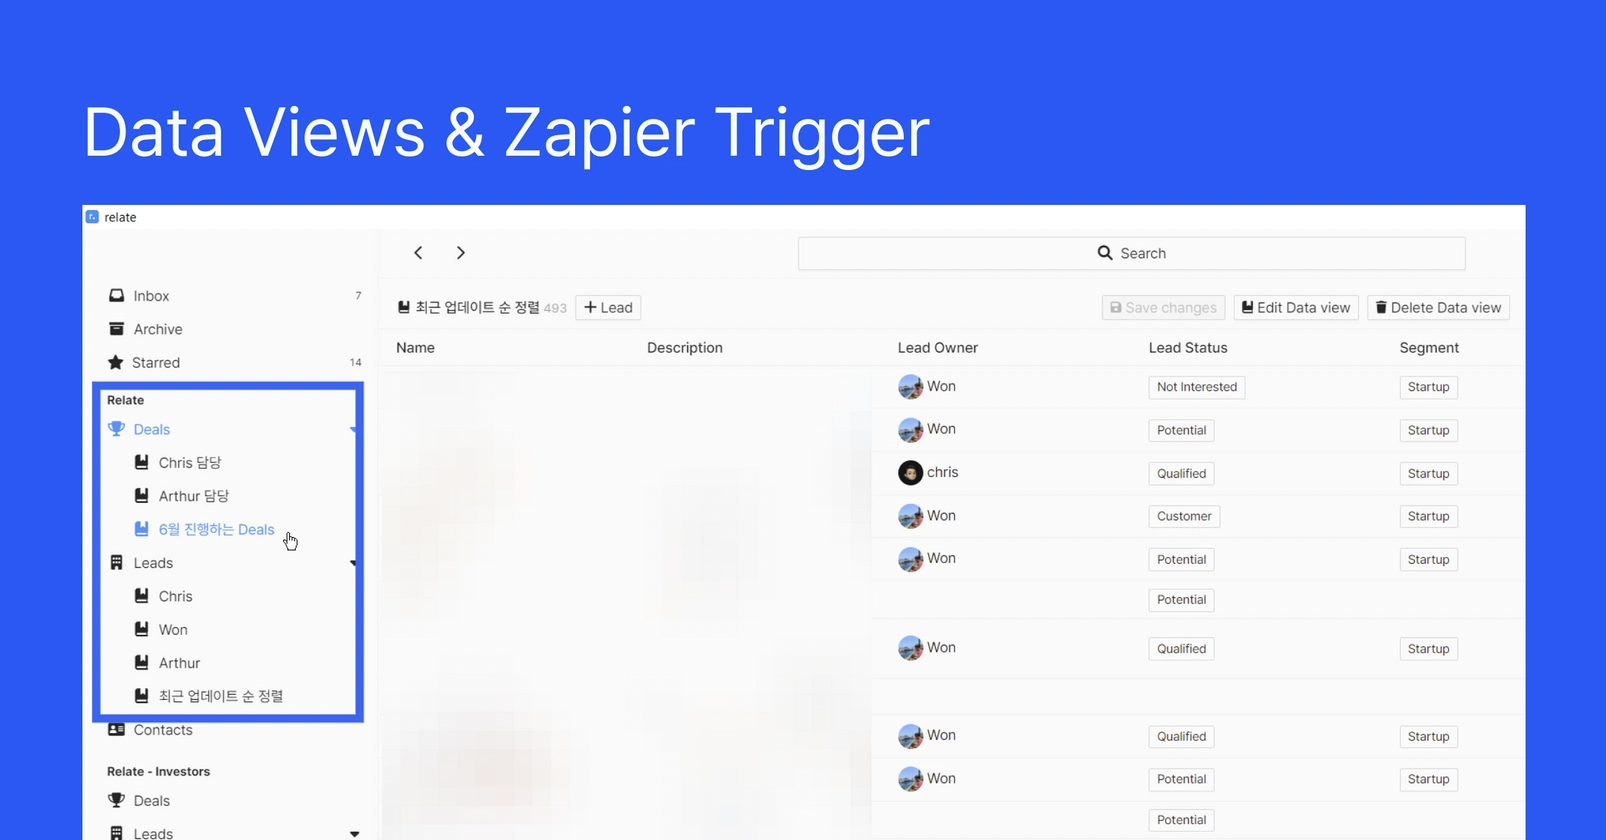 Data Views & Zapier Trigger
relate
Search
Inbox 7
Archive
Starred 14
Relate
Deals
Chris 담당
Arthur 담당
6월 진행하는 Deals
Leads
Chris
Won
Arthur
최근 업데이트 순 정렬
Contacts
Relate - Investors
Deals
Leads
최근 업데이트 순 정렬 493 + Lead Save changes Edit Data view Delete Data view
Name Description Lead Owner Lead Status Segment
Won Not Interested Startup
Won Potential Startup
chris Qualified Startup
Won Customer Startup
Won Potential Startup
Potential
Won Qualified Startup
Won Qualified Startup
Won Potential Startup
Potential